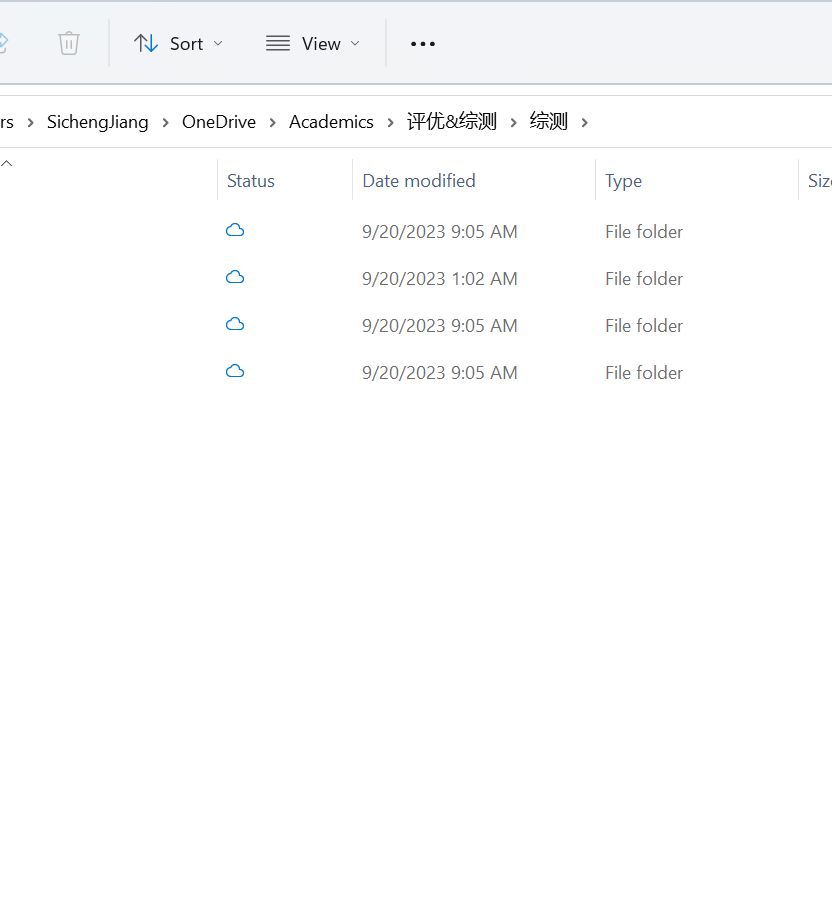 Sort View
rs SichengJiang OneDrive Academics 评优&综测 综测
Status Date modified Type
9/20/2023 9:05 AM File folder
9/20/2023 1:02 AM File folder
9/20/2023 9:05 AM File folder
9/20/2023 9:05 AM File folder